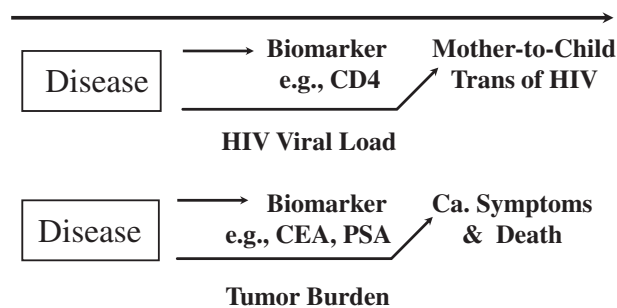 Disease
Biomarker
e.g., CD4
Mother-to-Child
Trans of HIV
HIV Viral Load
Disease
Biomarker
e.g., CEA, PSA
Ca. Symptoms
& Death
Tumor Burden